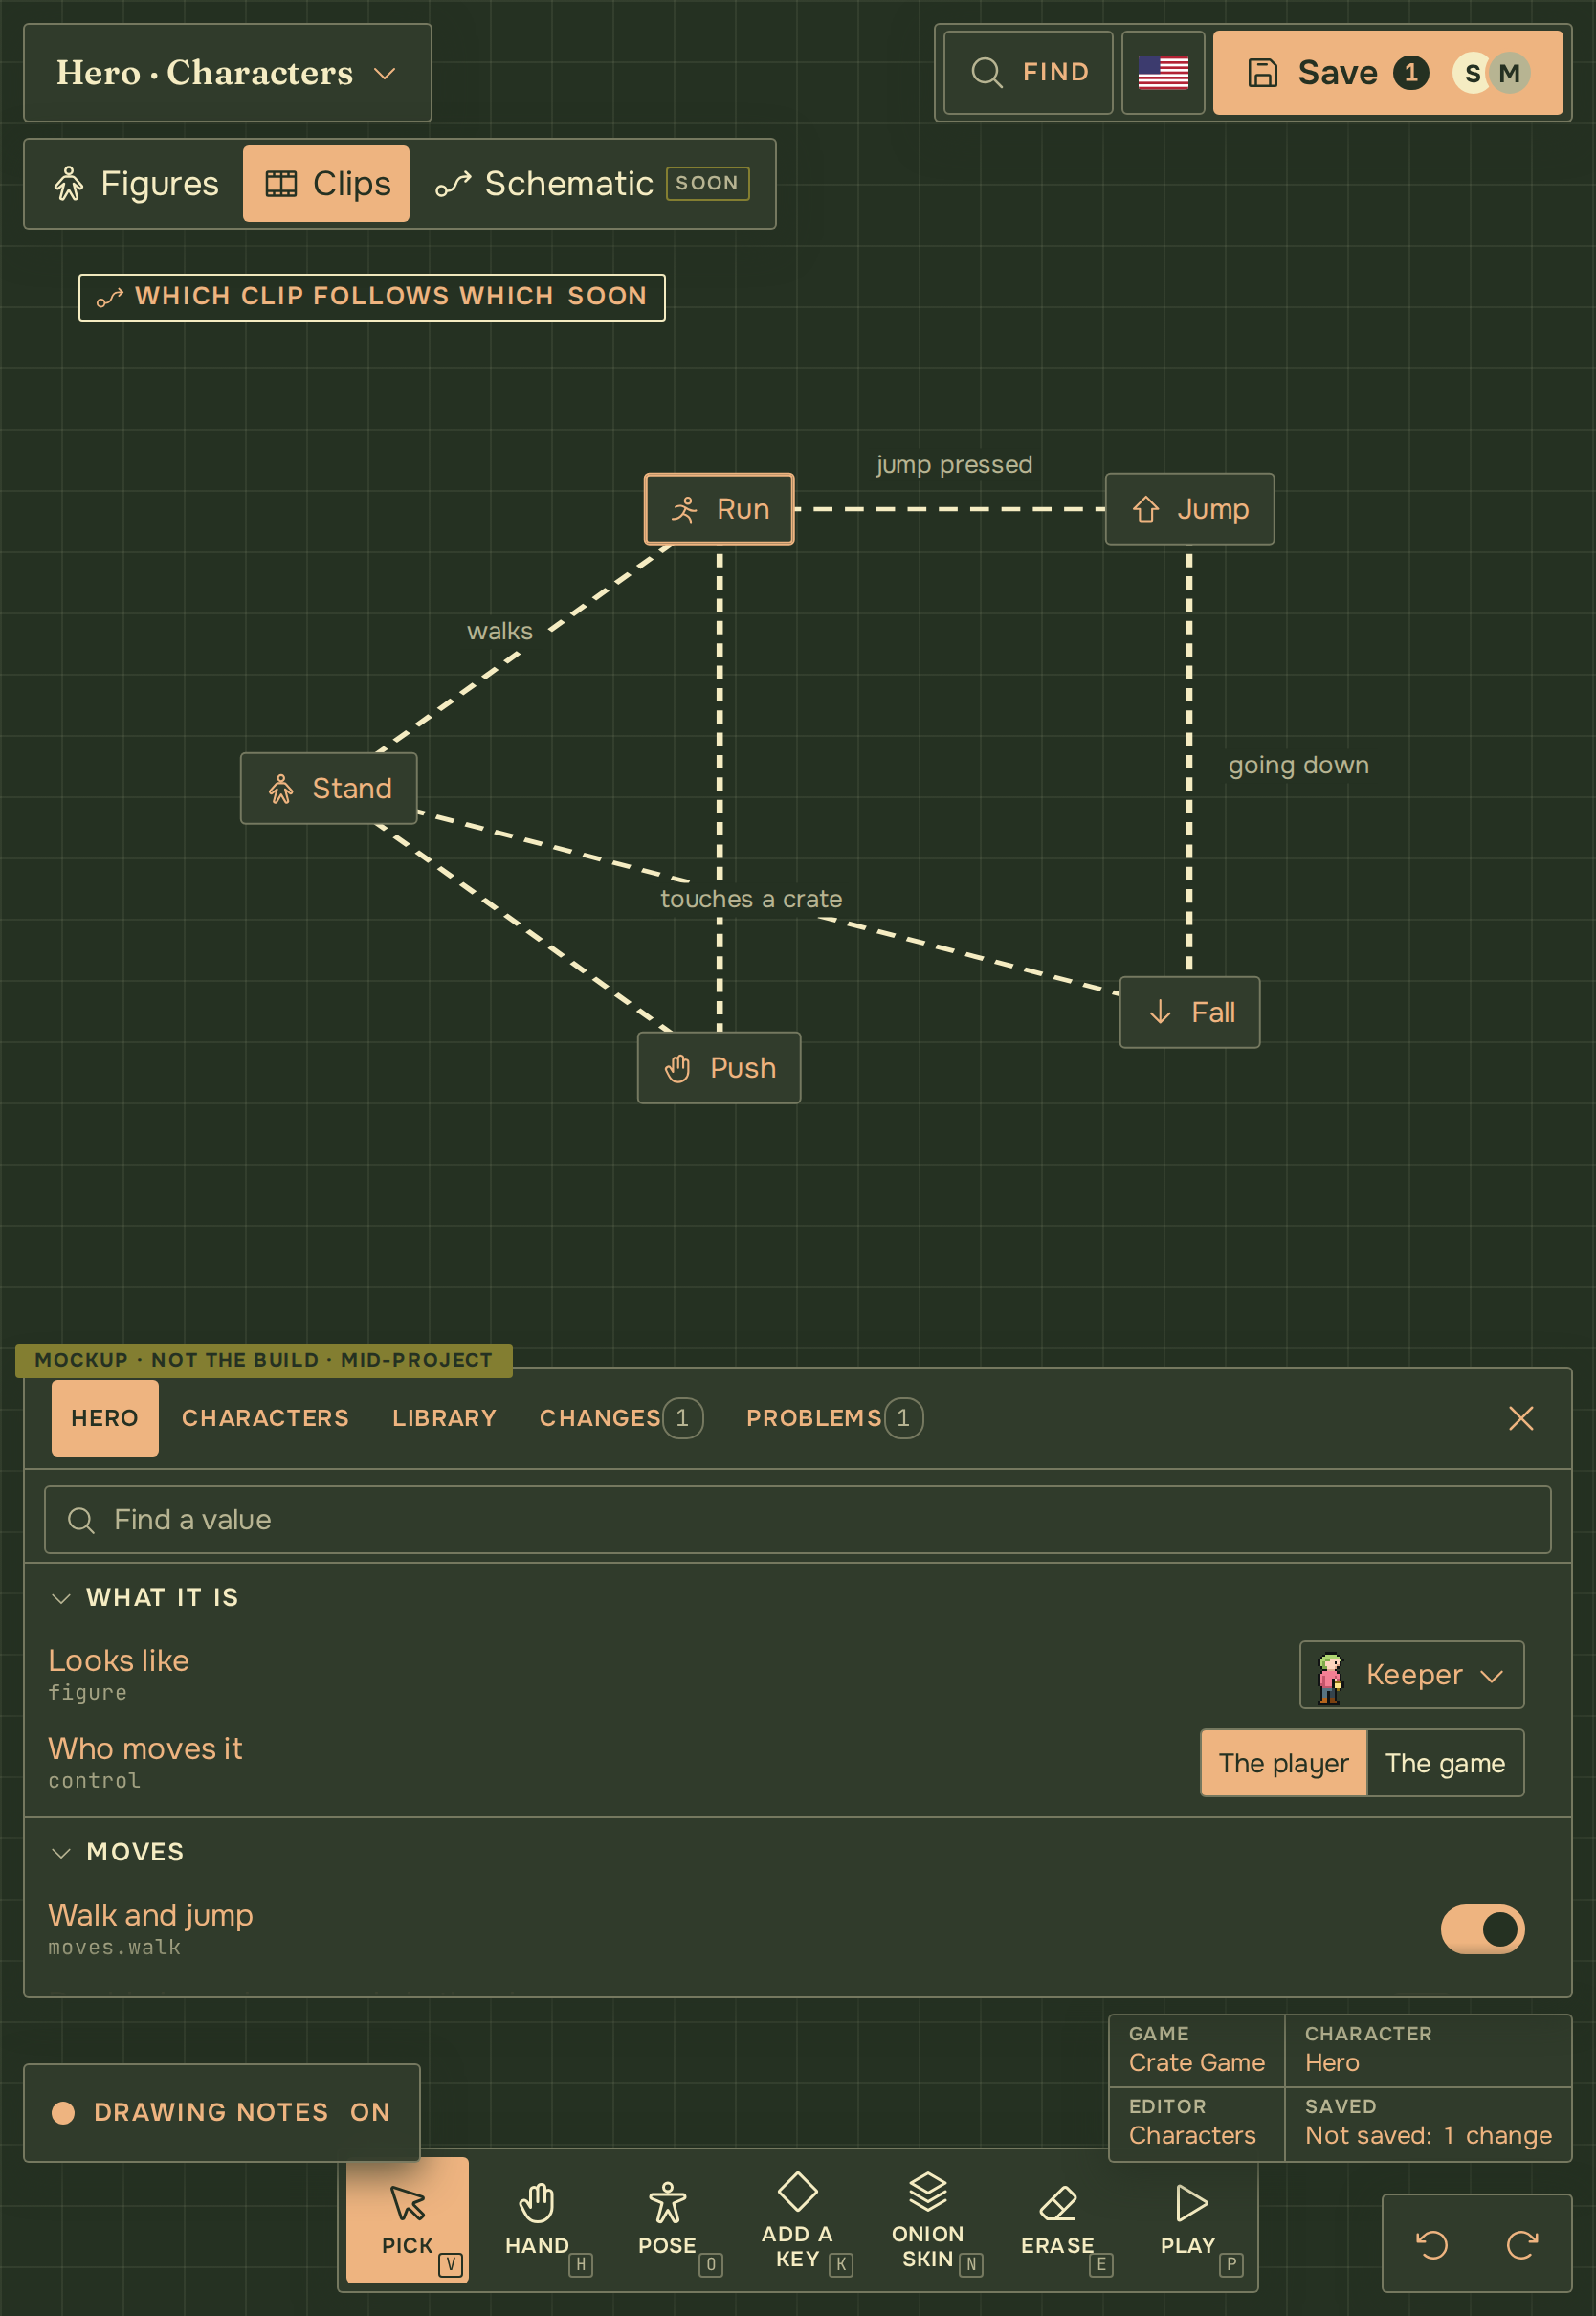 Hero · Characters
FIND
Save 1 S M
Figures
Clips
Schematic SOON
WHICH CLIP FOLLOWS WHICH SOON
jump pressed
Run
Jump
walks
going down
Stand
touches a crate
Fall
Push
MOCKUP · NOT THE BUILD · MID-PROJECT
HERO CHARACTERS LIBRARY CHANGES 1 PROBLEMS 1
Find a value
WHAT IT IS
Looks like
figure
Keeper
Who moves it
control
The player The game
MOVES
Walk and jump
moves.walk
GAME
Crate Game
CHARACTER
Hero
EDITOR
Characters
SAVED
Not saved: 1 change
DRAWING NOTES ON
PICK V
HAND H
POSE O
ADD A KEY K
ONION SKIN N
ERASE E
PLAY P